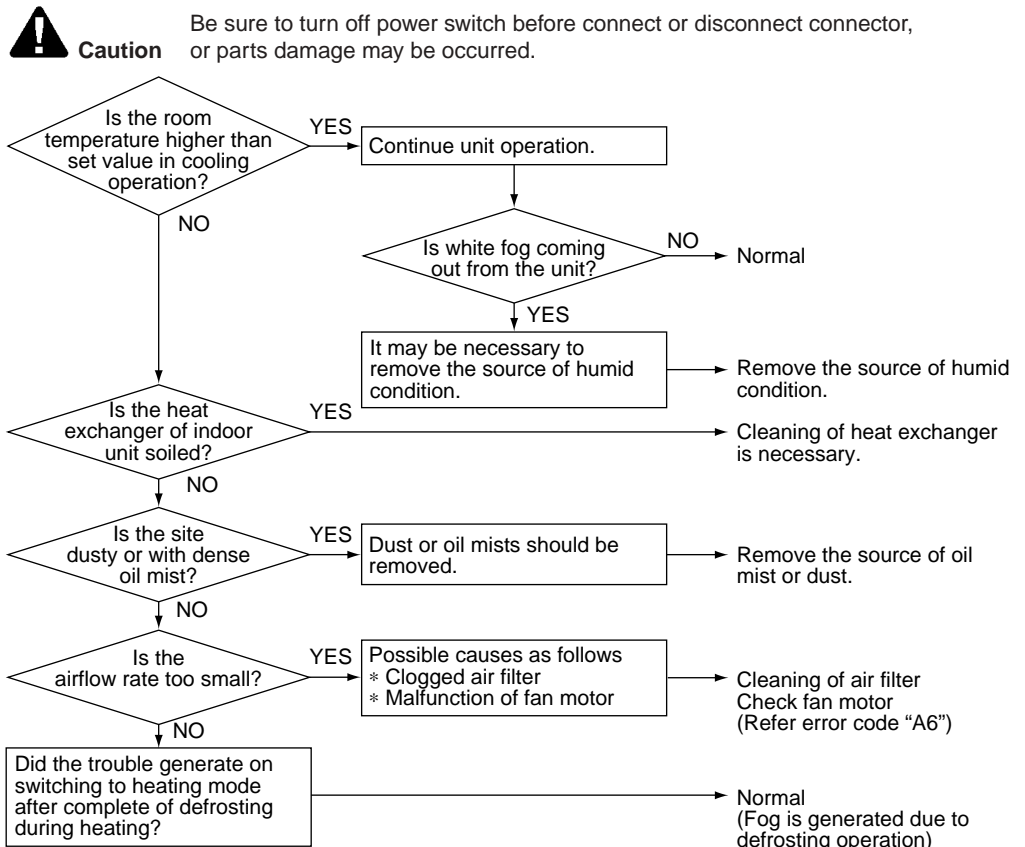 Be sure to turn off power switch before connect or disconnect connector,
Caution or parts damage may be occurred.
Is the room
temperature higher than
set value in cooling
operation?
YES
Continue unit operation.
NO
Is white fog coming
out from the unit?
NO
Normal
YES
It may be necessary to
remove the source of humid
condition.
Remove the source of humid
condition.
Is the heat
exchanger of indoor
unit soiled?
YES
Cleaning of heat exchanger
is necessary.
NO
Is the site
dusty or with dense
oil mist?
YES
Dust or oil mists should be
removed.
Remove the source of oil
mist or dust.
NO
Is the
airflow rate too small?
YES
Possible causes as follows
∗ Clogged air filter
∗ Malfunction of fan motor
Cleaning of air filter
Check fan motor
(Refer error code “A6”)
NO
Did the trouble generate on
switching to heating mode
after complete of defrosting
during heating?
Normal
(Fog is generated due to
defrosting operation)